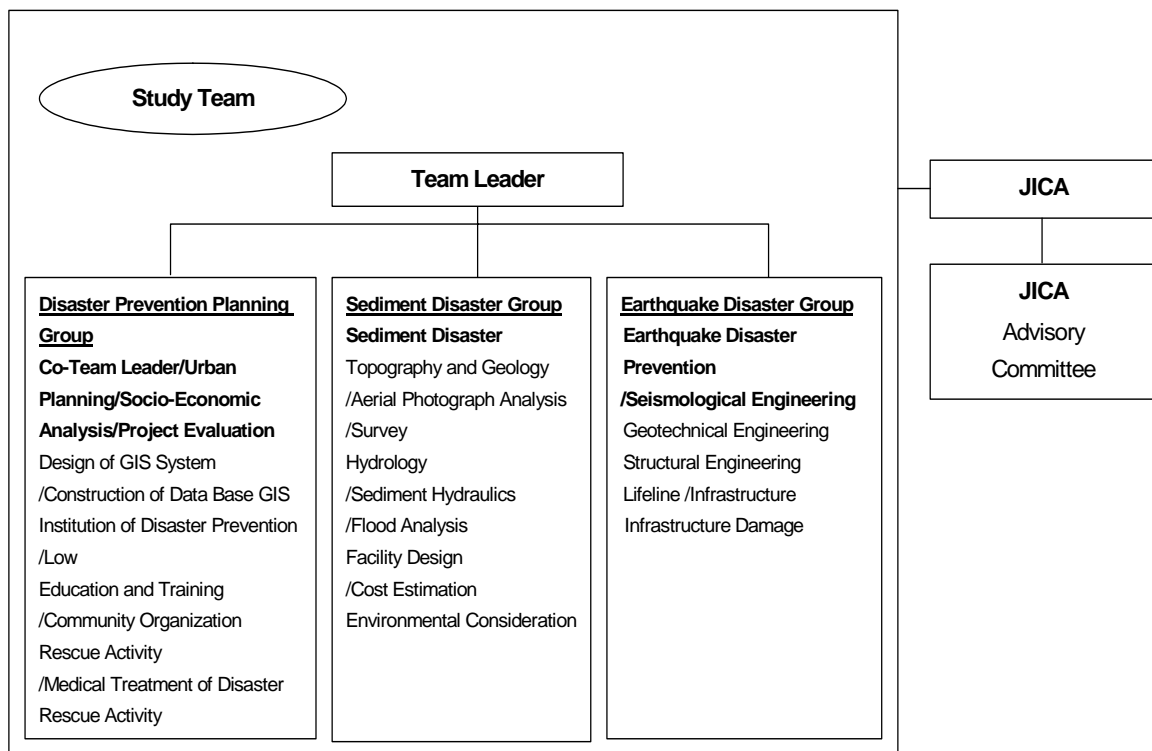 Study Team
Team Leader
JICA
JICA
Advisory
Committee
Disaster Prevention Planning
Group
Co-Team Leader/Urban
Planning/Socio-Economic
Analysis/Project Evaluation
Design of GIS System
/Construction of Data Base GIS
Institution of Disaster Prevention
/Low
Education and Training
/Community Organization
Rescue Activity
/Medical Treatment of Disaster
Rescue Activity
Sediment Disaster Group
Sediment Disaster
Topography and Geology
/Aerial Photograph Analysis
/Survey
Hydrology
/Sediment Hydraulics
/Flood Analysis
Facility Design
/Cost Estimation
Environmental Consideration
Earthquake Disaster Group
Earthquake Disaster
Prevention
/Seismological Engineering
Geotechnical Engineering
Structural Engineering
Lifeline /Infrastructure
Infrastructure Damage